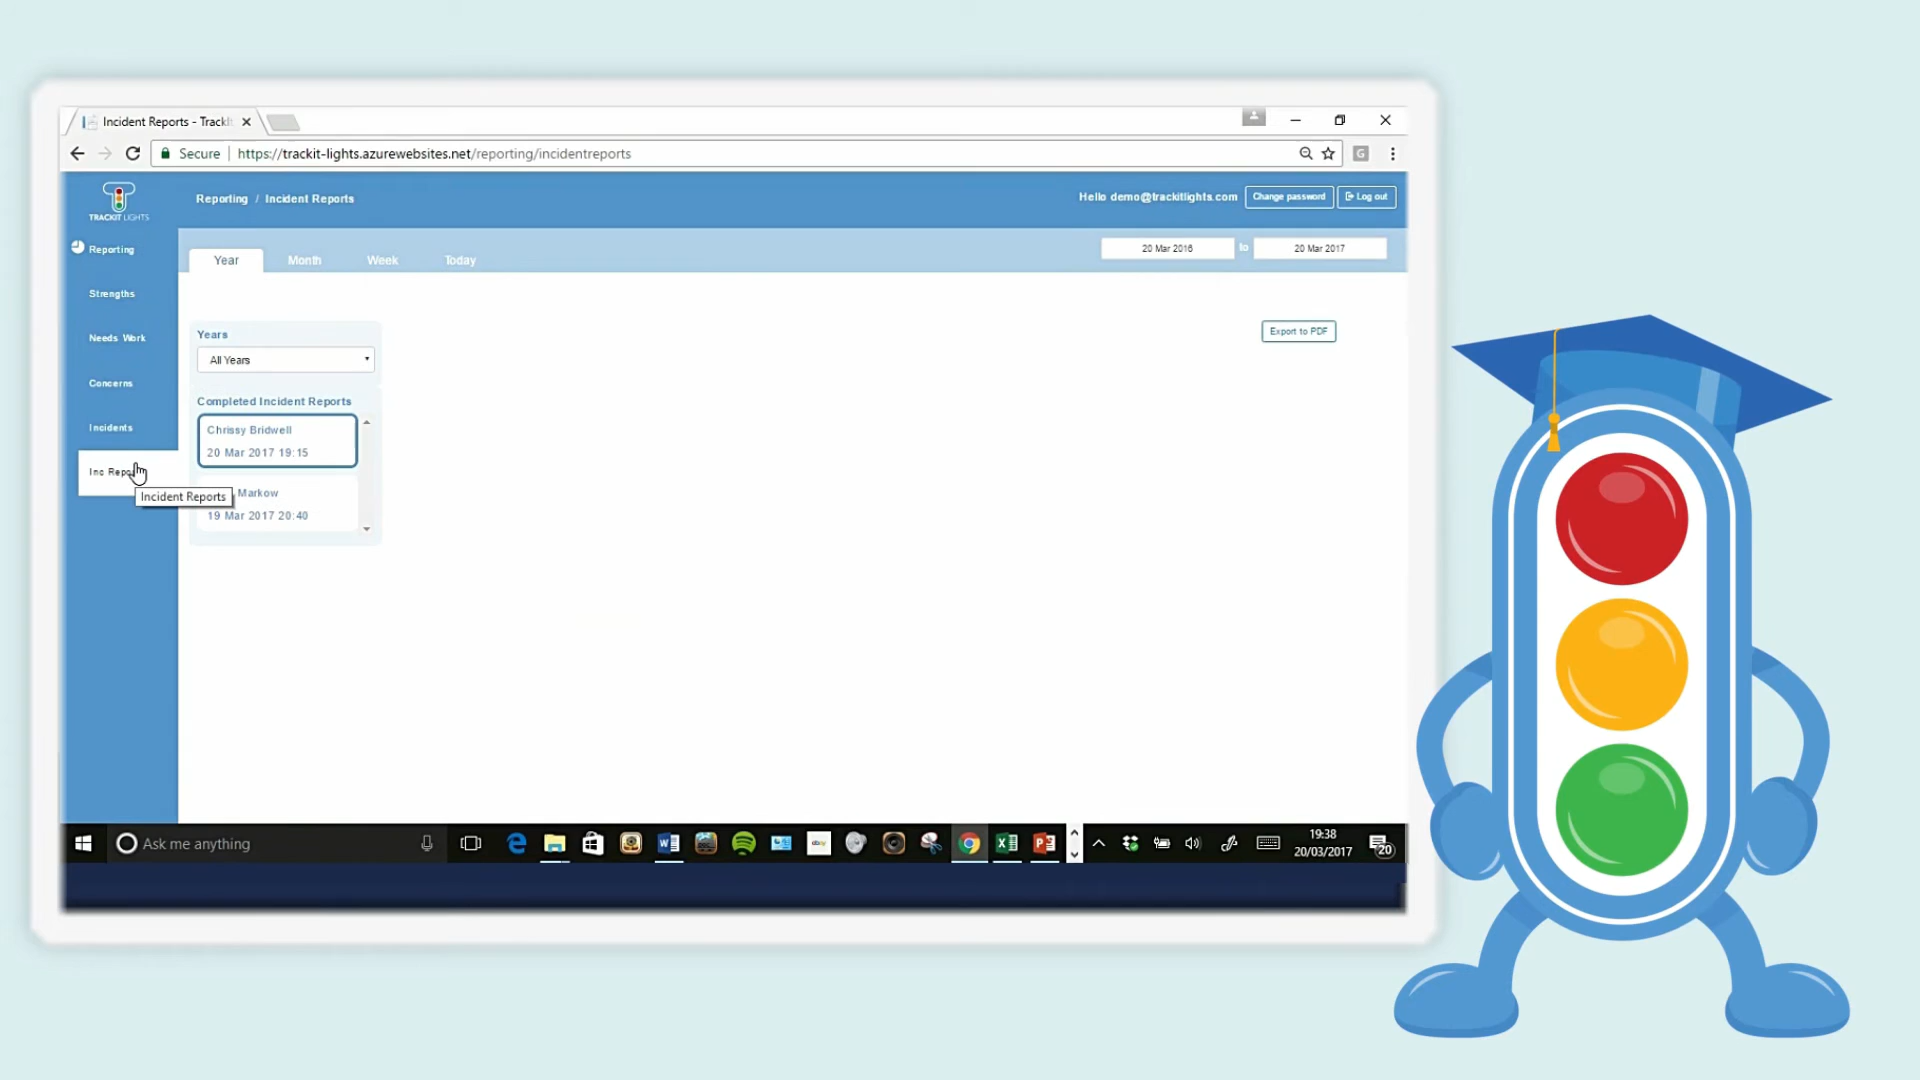 Incident Reports - TrackIt
Secure | https://trackit-lights.azurewebsites.net/reporting/incidentreports
TRACKIT LIGHTS
Reporting / Incident Reports
Hello demo@trackitlights.com
Change password
Log out
Reporting
Strengths
Needs Work
Concerns
Incidents
Inc Repo
Incident Reports
Year
Month
Week
Today
20 Mar 2016 to 20 Mar 2017
Years
All Years
Export to PDF
Completed Incident Reports
Chrissy Bridwell
20 Mar 2017 19:15
Markow
19 Mar 2017 20:40
Ask me anything
19:38
20/03/2017
20